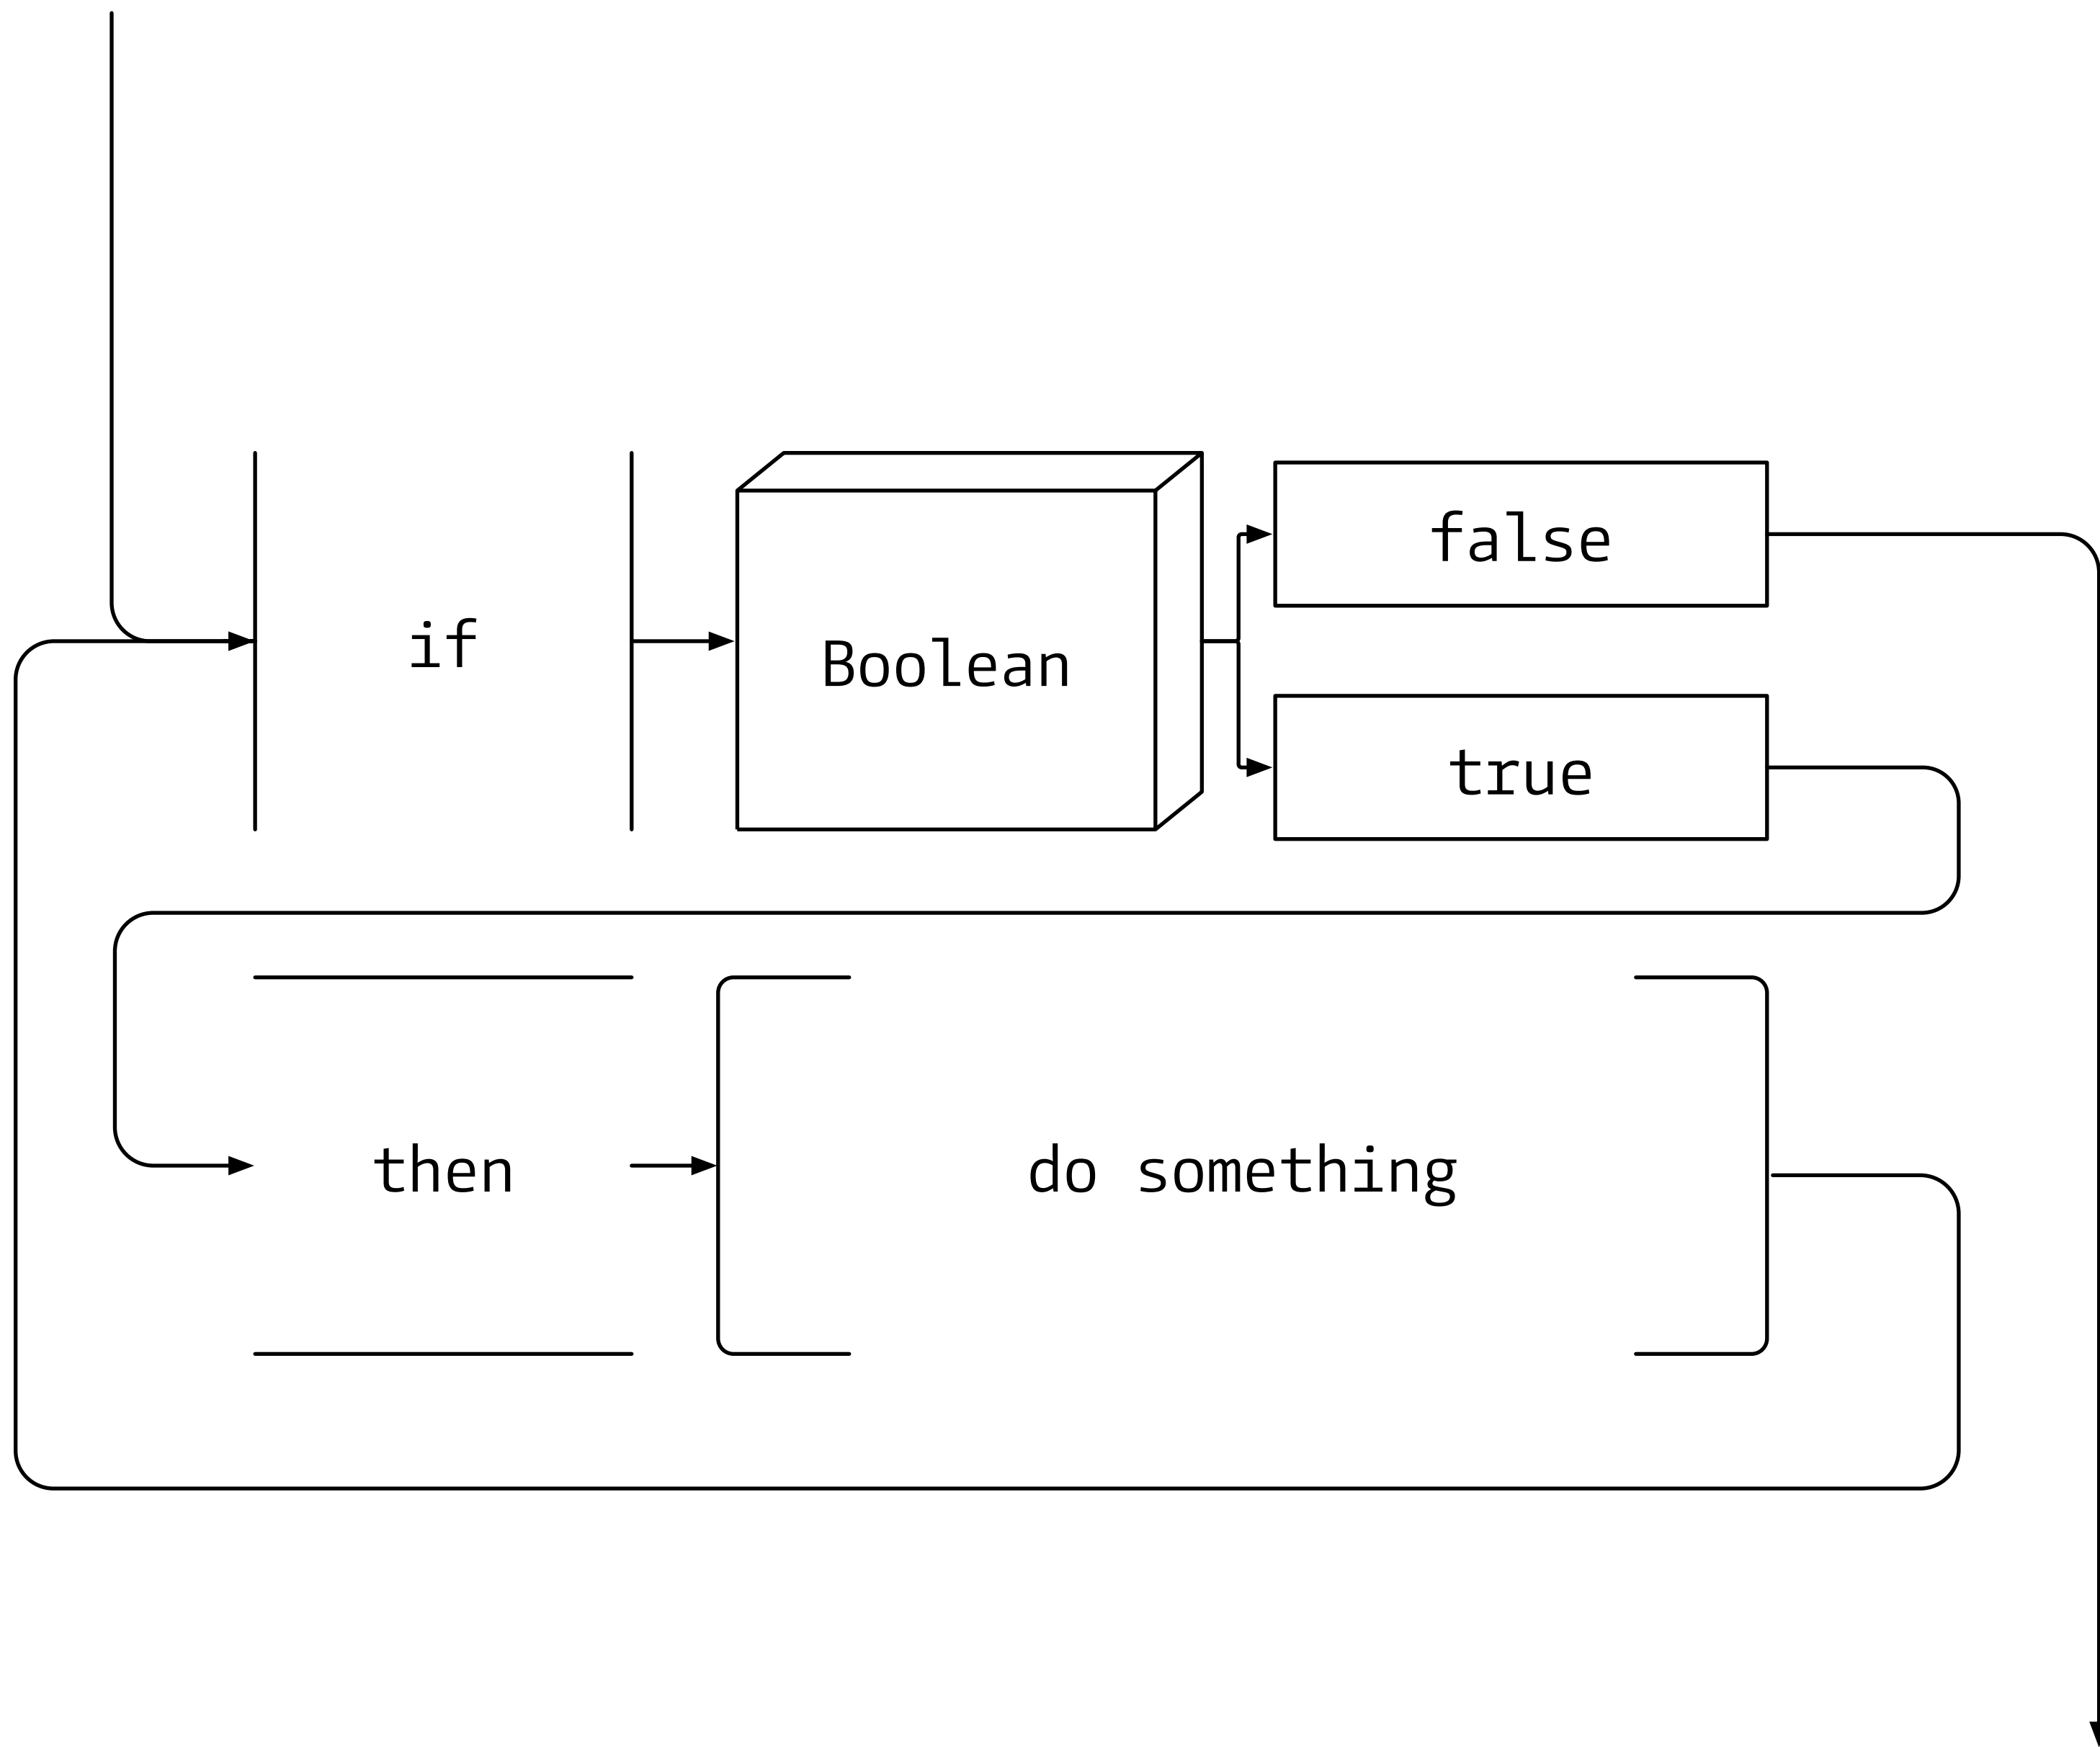 if
Boolean
false
true
then
do something